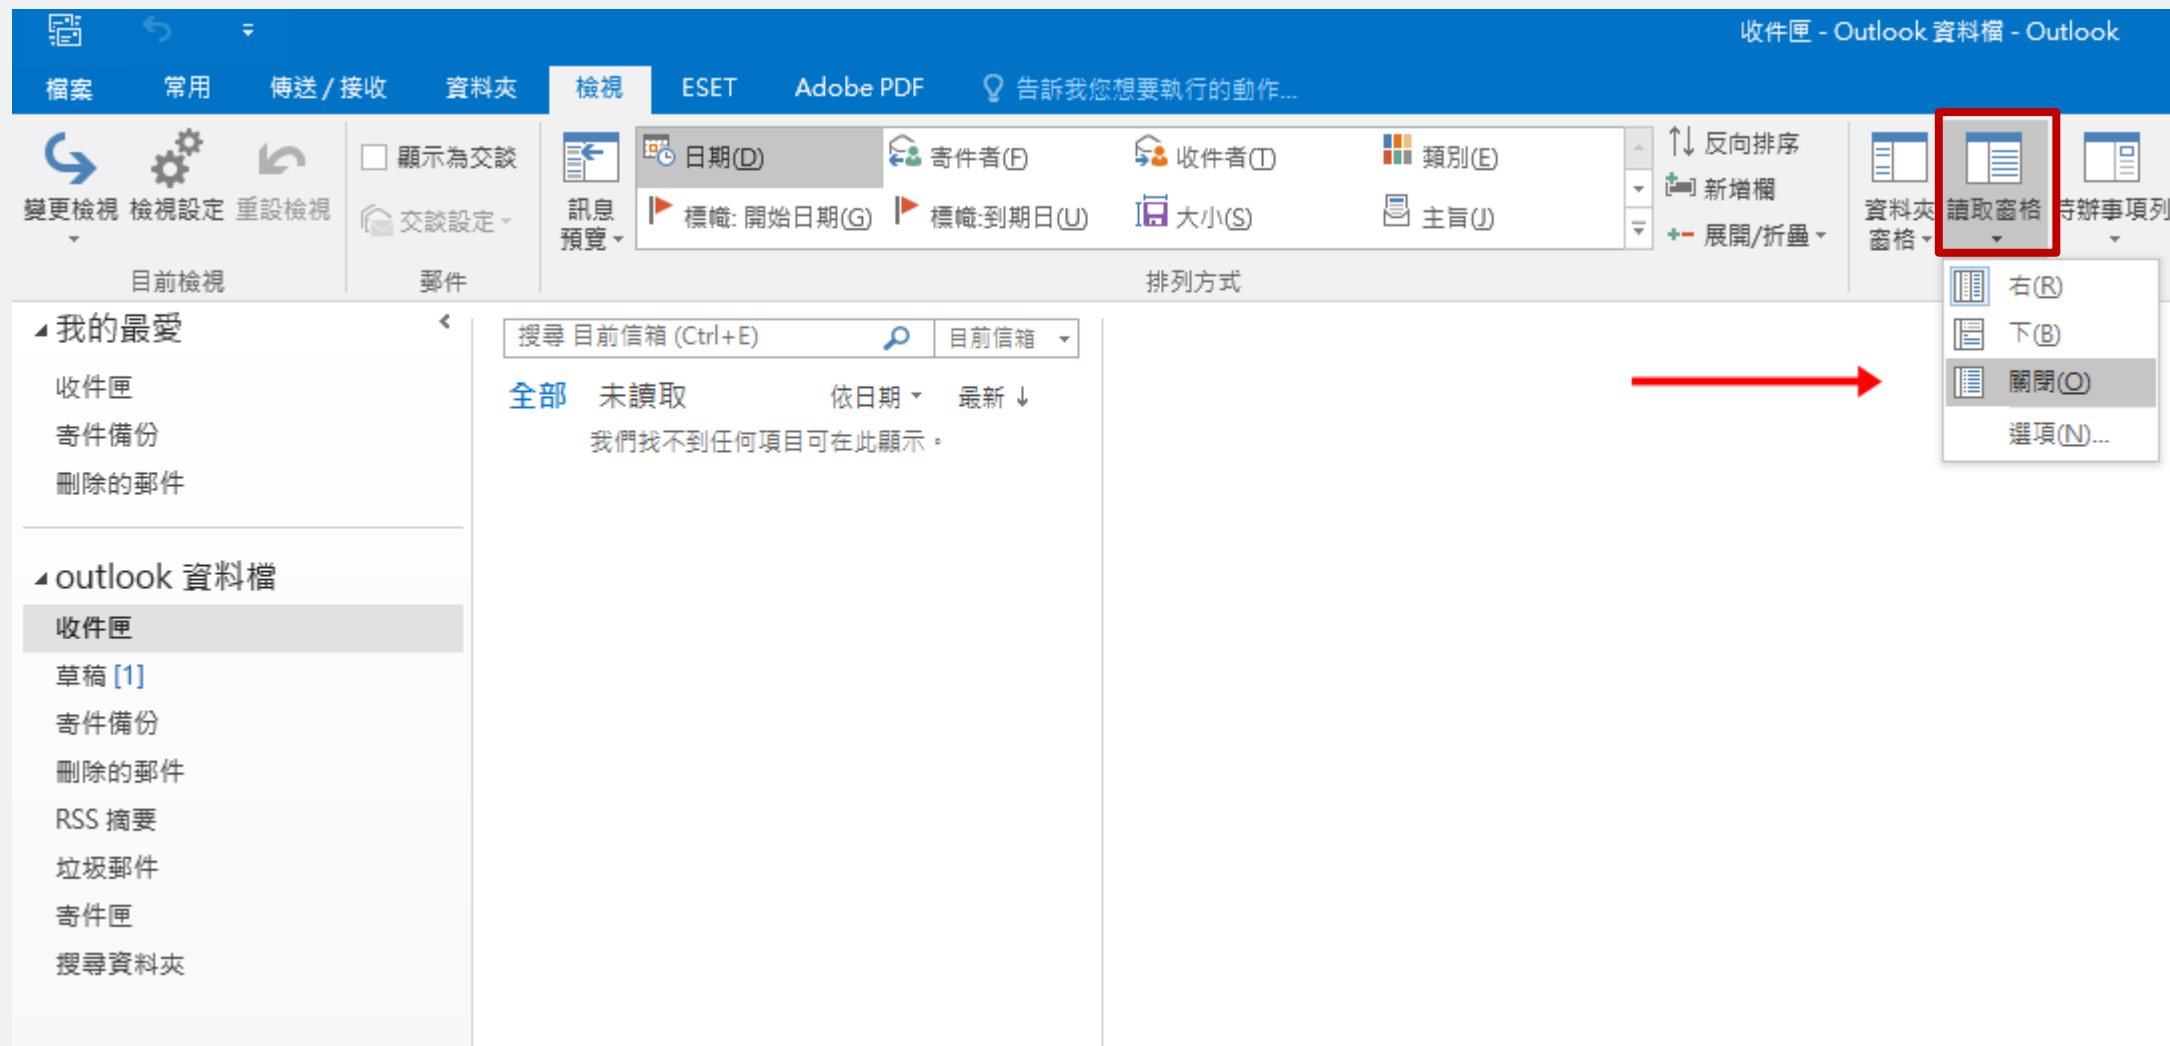 收件匣 - Outlook 資料檔 - Outlook
檔案 常用 傳送 / 接收 資料夾 檢視 ESET Adobe PDF 告訴我您想要執行的動作...
變更檢視 檢視設定 重設檢視
目前檢視
顯示為交談
交談設定
郵件
訊息
預覽
日期(D) 寄件者(F) 收件者(T) 類別(E)
標幟: 開始日期(G) 標幟:到期日(U) 大小(S) 主旨(J)
反向排序
新增欄
展開/折疊
排列方式
資料夾
窗格
讀取窗格
待辦事項列
右(R)
下(B)
關閉(O)
選項(N)...
我的最愛
收件匣
寄件備份
刪除的郵件
outlook 資料檔
收件匣
草稿 [1]
寄件備份
刪除的郵件
RSS 摘要
垃圾郵件
寄件匣
搜尋資料夾
搜尋 目前信箱 (Ctrl+E) 目前信箱
全部 未讀取 依日期 最新 ↓
我們找不到任何項目可在此顯示。